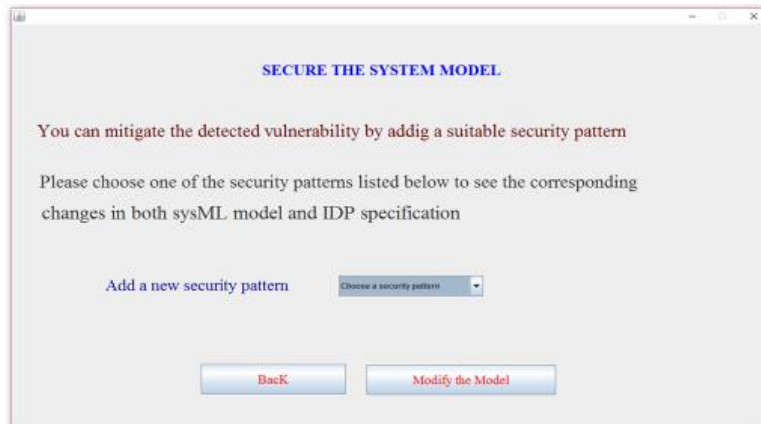 SECURE THE SYSTEM MODEL
You can mitigate the detected vulnerability by addig a suitable security pattern
Please choose one of the security patterns listed below to see the corresponding
changes in both sysML model and IDP specification
Add a new security pattern
Choose a security pattern
BacK
Modify the Model